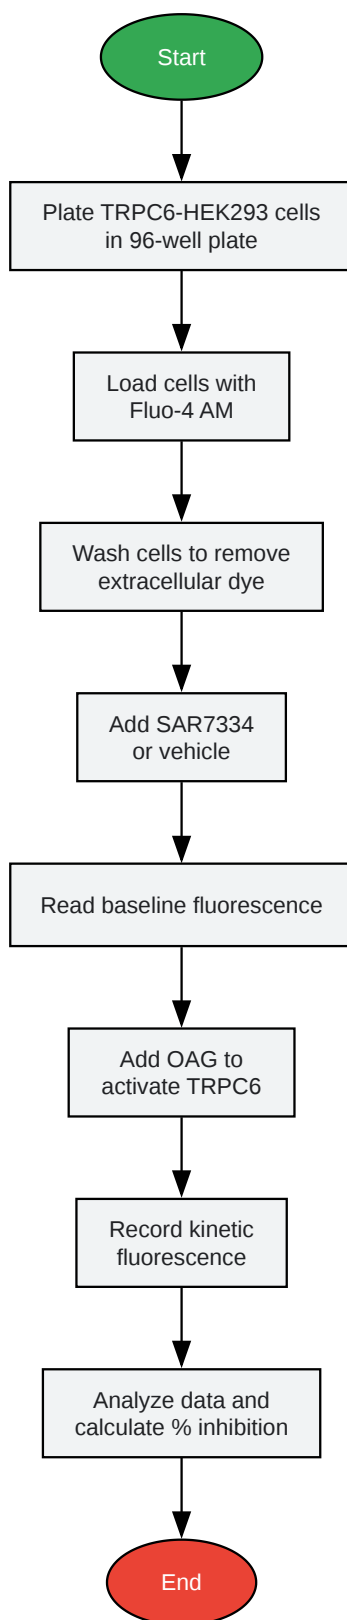 Start
Plate TRPC6-HEK293 cells
in 96-well plate
Load cells with
Fluo-4 AM
Wash cells to remove
extracellular dye
Add SAR7334
or vehicle
Read baseline fluorescence
Add OAG to
activate TRPC6
Record kinetic
fluorescence
Analyze data and
calculate % inhibition
End